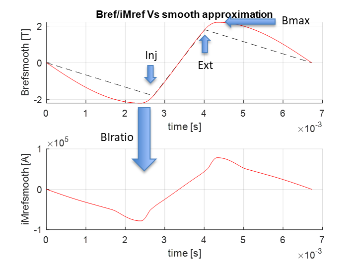 Bref/iMref Vs smooth approximation
Bmax
Inj
Ext
Brefsmooth [T]
2
0
-2
0 1 2 3 4 5 6 7
time [s]
×10⁻³
BIratio
×10⁵
iMrefsmooth [A]
1
0
-1
0 1 2 3 4 5 6 7
time [s]
×10⁻³